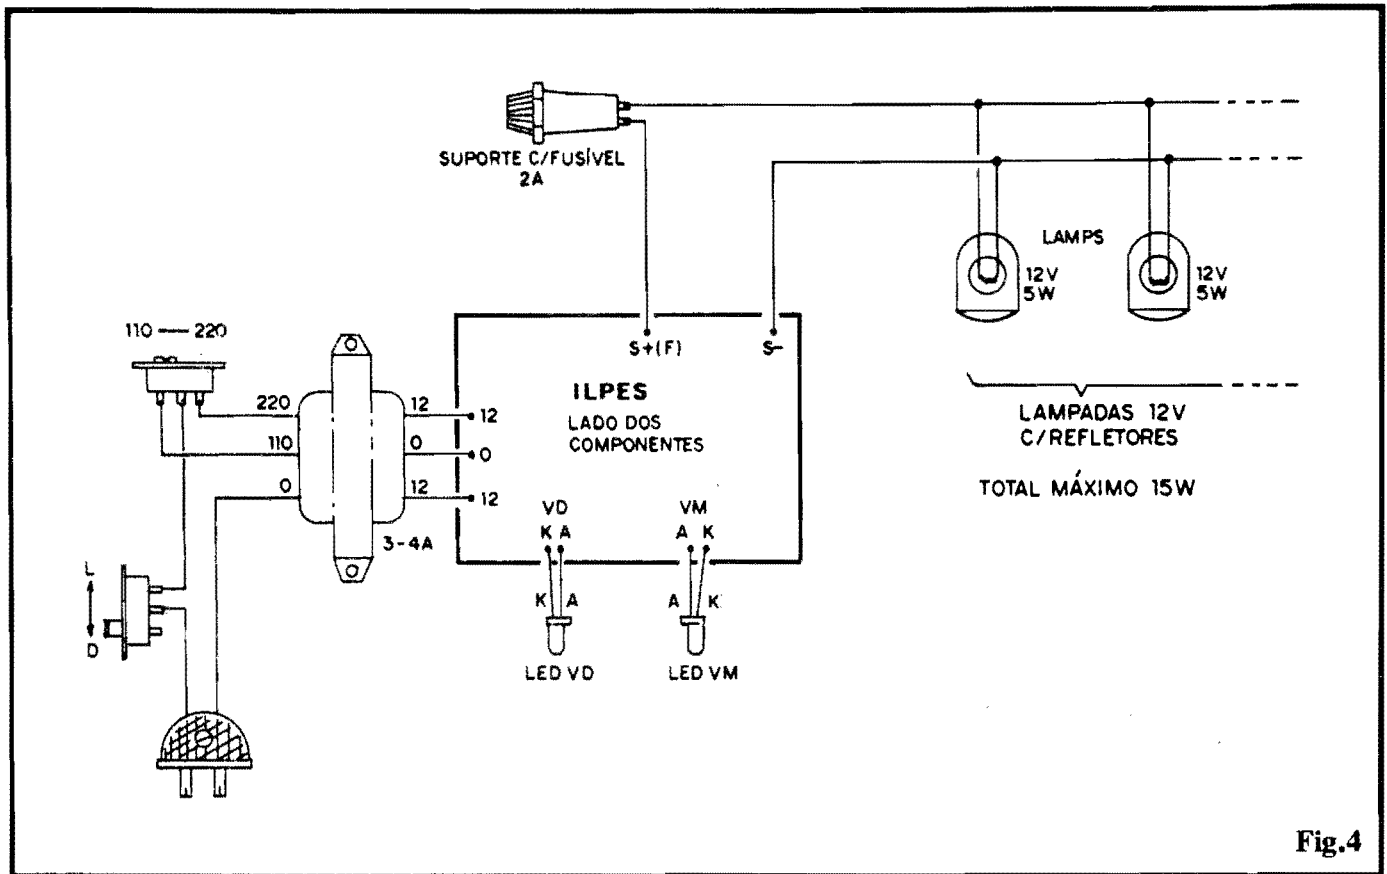 SUPORTE C/FUSÍVEL
2A
LAMPS
12V
5W
12V
5W
110 — 220
S+(F)
S-
ILPES
LADO DOS
COMPONENTES
220
110
0
12
0
12
12
0
12
3-4A
LAMPADAS 12V
C/REFLETORES
TOTAL MÁXIMO 15W
VD
K A
VM
A K
K A
A K
LED VD
LED VM
L
D
Fig.4